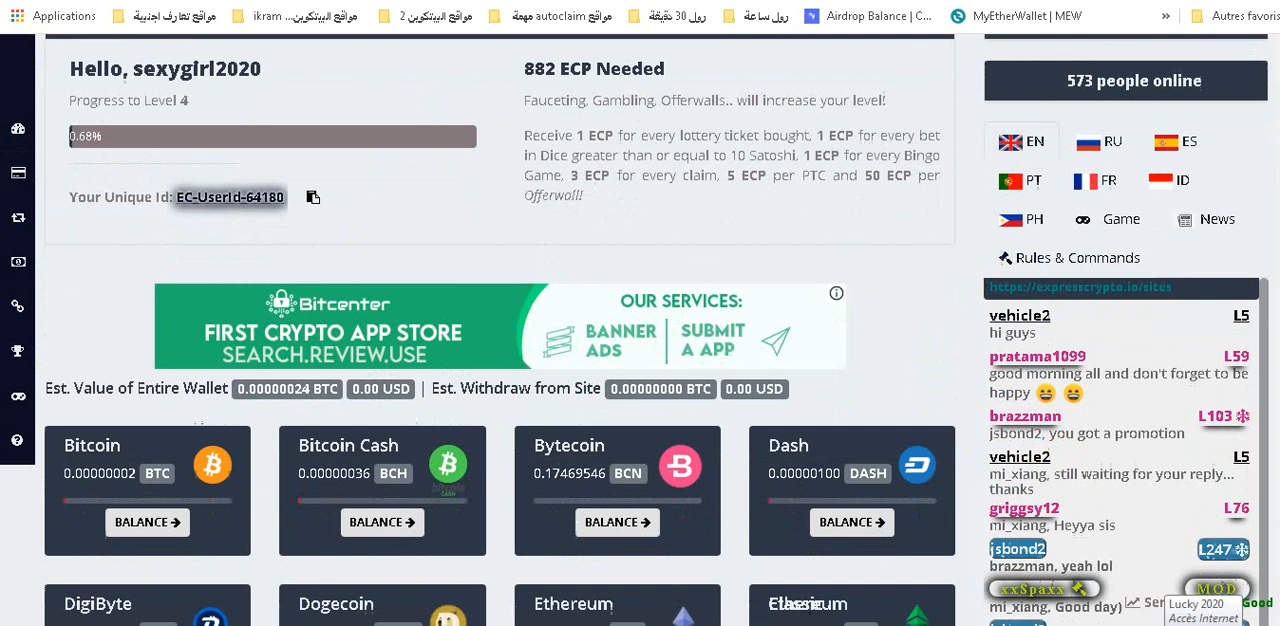 Applications
مواقع تعارف اجنبية
مواقع البيتكوين... ikram
مواقع البيتكوين 2
مواقع autoclaim مهمة
رول 30 دقيقة
رول ساعة
Airdrop Balance | C...
MyEtherWallet | MEW
»
Autres favoris
Hello, sexygirl2020
Progress to Level 4
0.68%
Your Unique Id: EC-UserId-64180
882 ECP Needed
Fauceting, Gambling, Offerwalls.. will increase your level!
Receive 1 ECP for every lottery ticket bought, 1 ECP for every bet
in Dice greater than or equal to 10 Satoshi, 1 ECP for every Bingo
Game, 3 ECP for every claim, 5 ECP per PTC and 50 ECP per
Offerwall!
Bitcenter
FIRST CRYPTO APP STORE
SEARCH.REVIEW.USE
OUR SERVICES:
BANNER ADS
SUBMIT A APP
Est. Value of Entire Wallet 0.00000024 BTC 0.00 USD | Est. Withdraw from Site 0.00000000 BTC 0.00 USD
Bitcoin
0.00000002 BTC
BALANCE
Bitcoin Cash
0.00000036 BCH
bitcoin
CASH
BALANCE
Bytecoin
0.17469546 BCN
BALANCE
Dash
0.00000100 DASH
BALANCE
DigiByte
Dogecoin
Ethereum
573 people online
EN
RU
ES
PT
FR
ID
PH
Game
News
Rules & Commands
https://expresscrypto.io/sites
vehicle2 L5
hi guys
pratama1099 L59
good morning all and don't forget to be
happy
brazzman L103
jsbond2, you got a promotion
vehicle2 L5
mi_xiang, still waiting for your reply...
thanks
griggsy12 L76
mi_xiang, Heyya sis
jsbond2 L247
brazzman, yeah lol
xxSpaxx MOD
mi_xiang, Good day)
Good
Lucky 2020
Accès Internet